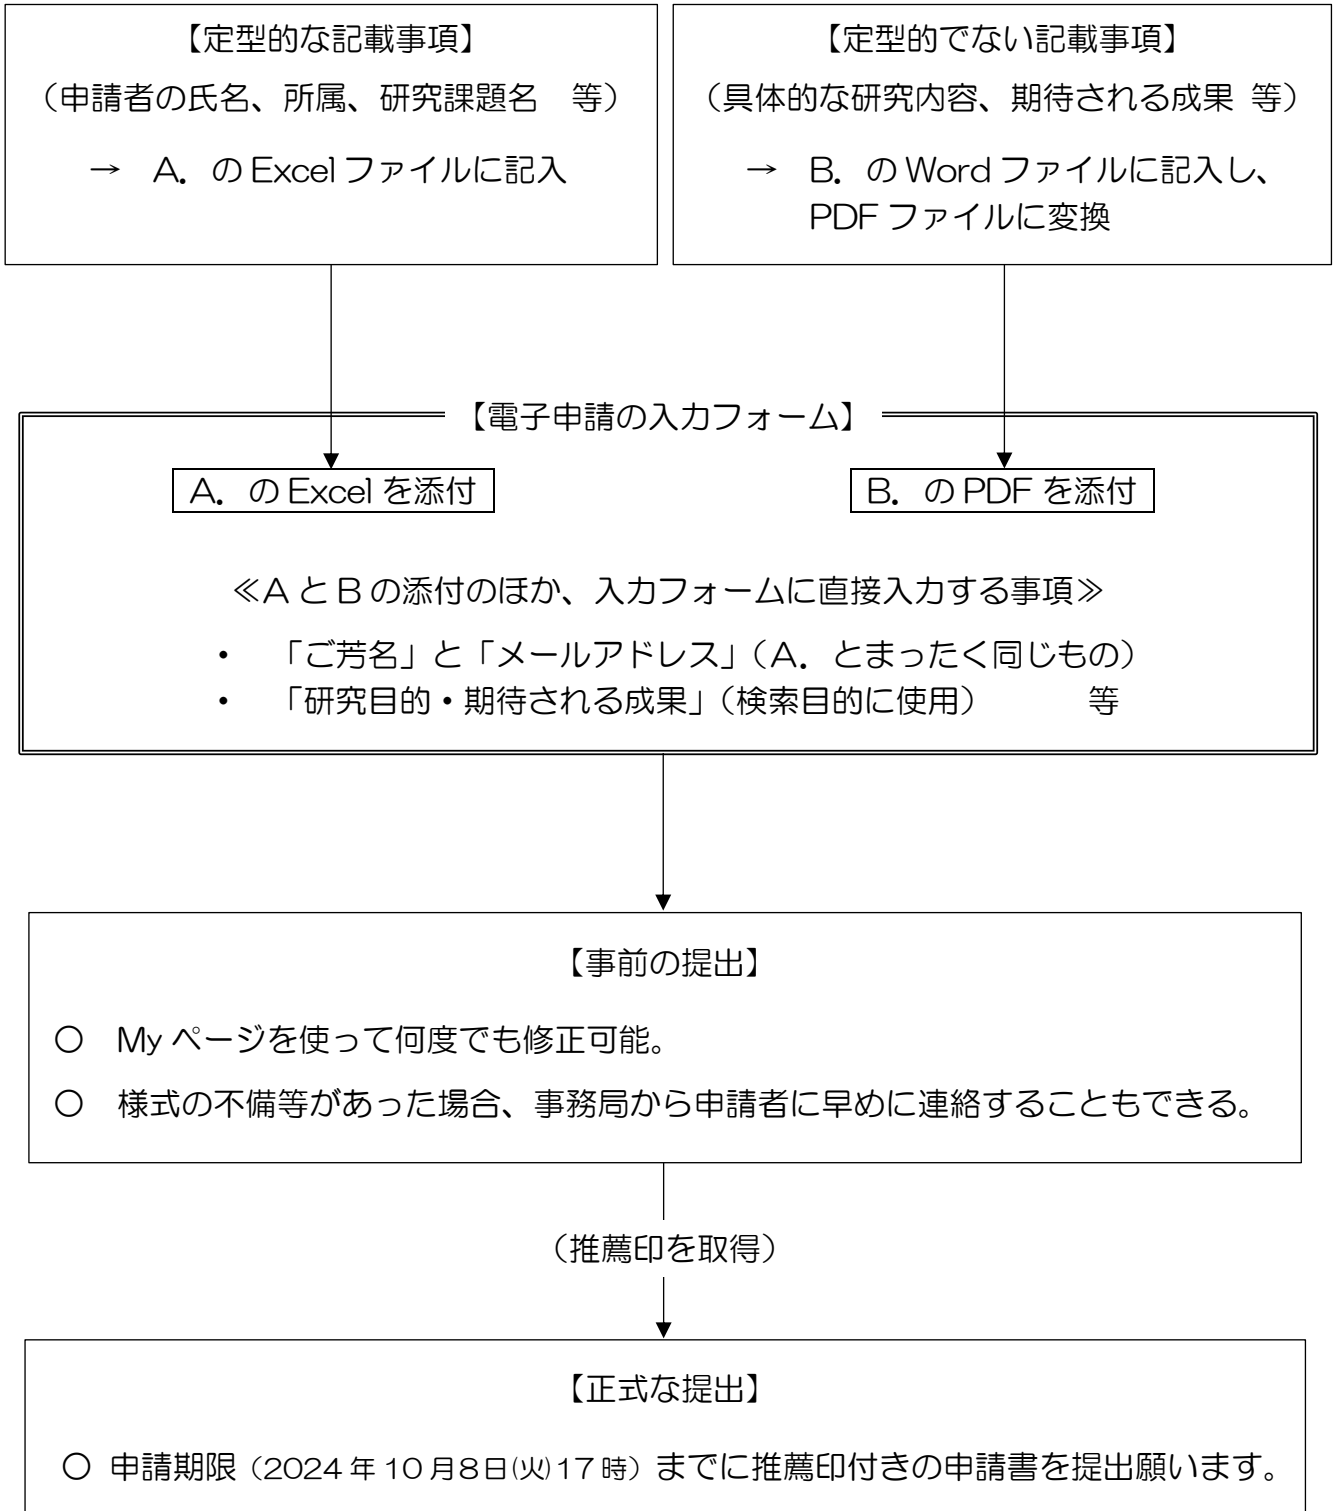 【定型的な記載事項】
（申請者の氏名、所属、研究課題名　等）
→　A．の Excel ファイルに記入
【定型的でない記載事項】
（具体的な研究内容、期待される成果 等）
→　B．の Word ファイルに記入し、
PDF ファイルに変換
【電子申請の入力フォーム】
A．の Excel を添付
B．の PDF を添付
≪A と B の添付のほか、入力フォームに直接入力する事項≫
・　「ご芳名」と「メールアドレス」（A．とまったく同じもの）
・　「研究目的・期待される成果」（検索目的に使用）　　　等
【事前の提出】
○　My ページを使って何度でも修正可能。
○　様式の不備等があった場合、事務局から申請者に早めに連絡することもできる。
（推薦印を取得）
【正式な提出】
○ 申請期限（2024 年 10 月8日(火)17 時）までに推薦印付きの申請書を提出願います。